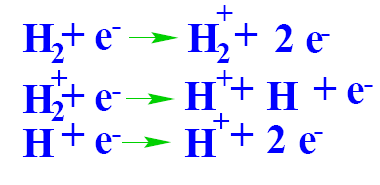 H₂ + e⁻ → H₂⁺ + 2 e⁻
H₂⁺ + e⁻ → H⁺ + H + e⁻
H + e⁻ → H⁺ + 2 e⁻